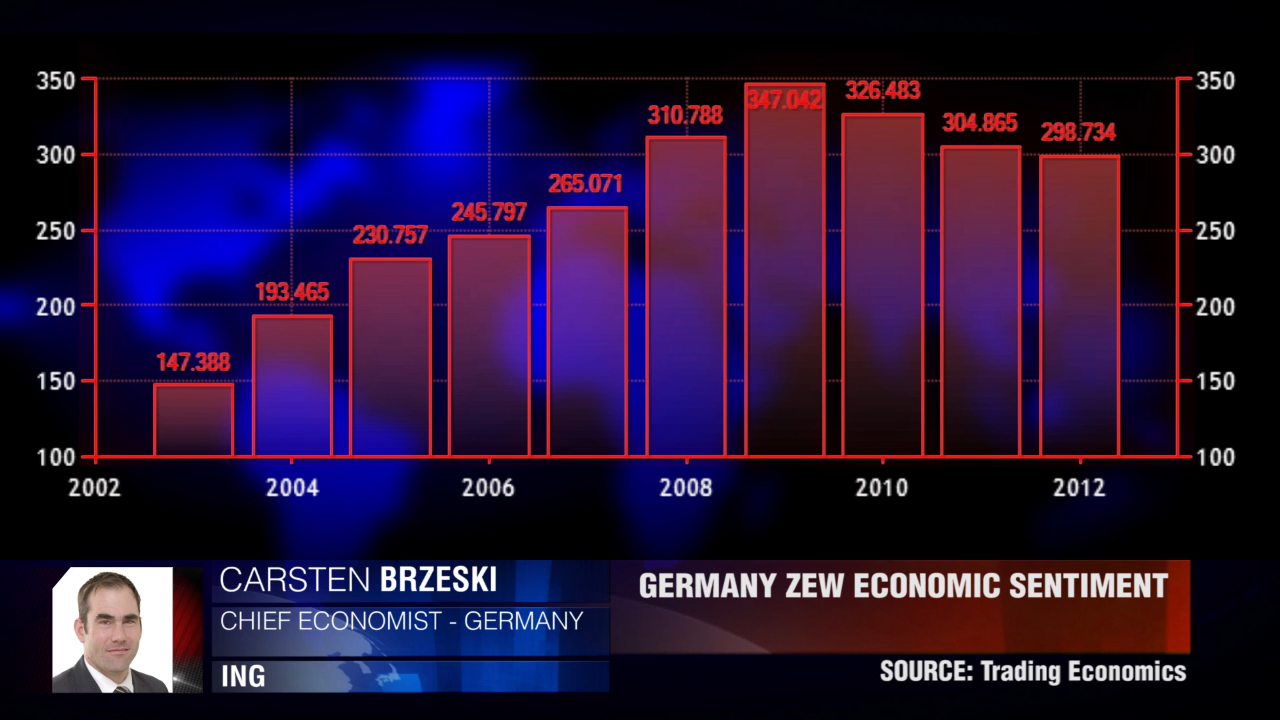 350 350
347.042 326.483
310.788 304.865 298.734
300 300
265.071
250 245.797 250
230.757
200 193.465 200
147.388
150 150
100 100
2002 2004 2006 2008 2010 2012
CARSTEN BRZESKI
CHIEF ECONOMIST - GERMANY
ING
GERMANY ZEW ECONOMIC SENTIMENT
SOURCE: Trading Economics